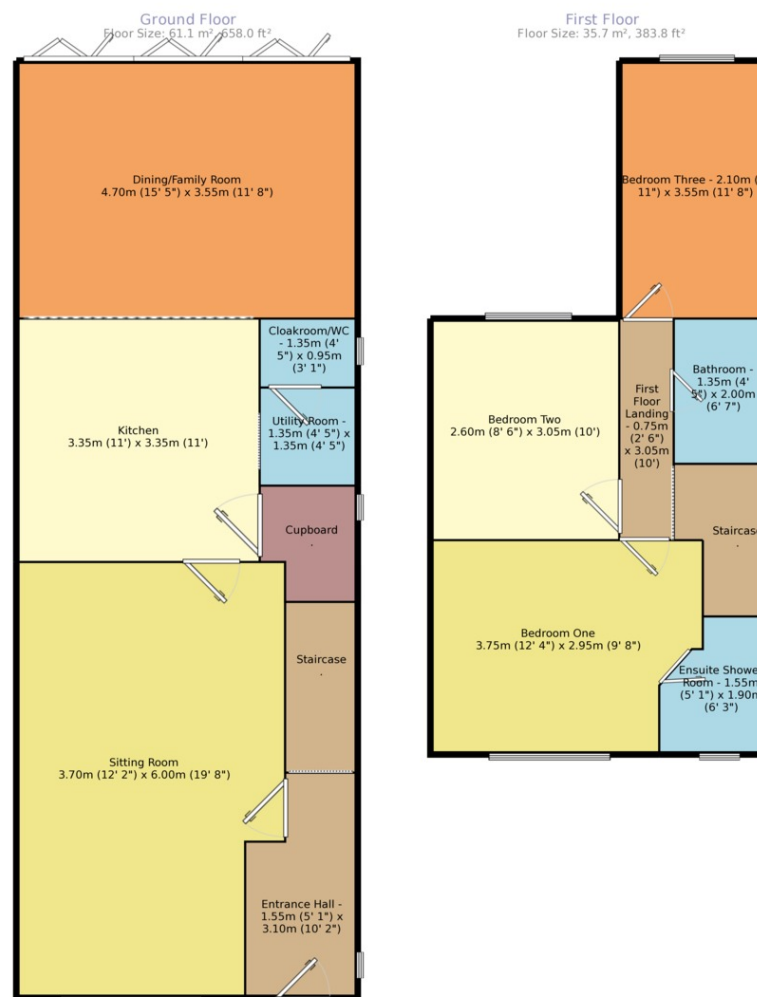 Ground Floor
Floor Size: 61.1 m², 658.0 ft²
Dining/Family Room
4.70m (15' 5") x 3.55m (11' 8")
Cloakroom/WC
- 1.35m (4'
5") x 0.95m
(3' 1")
Kitchen
3.35m (11') x 3.35m (11')
Utility Room -
1.35m (4' 5") x
1.35m (4' 5")
Cupboard
.
Staircase
.
Sitting Room
3.70m (12' 2") x 6.00m (19' 8")
Entrance Hall -
1.55m (5' 1") x
3.10m (10' 2")
First Floor
Floor Size: 35.7 m², 383.8 ft²
Bedroom Three - 2.10m (
11") x 3.55m (11' 8")
Bedroom Two
2.60m (8' 6") x 3.05m (10')
First
Floor
Landing -
0.75m
(2' 6")
x 3.05m
(10')
Bathroom -
1.35m (4'
5") x 2.00m
(6' 7")
Staircase
.
Bedroom One
3.75m (12' 4") x 2.95m (9' 8")
Ensuite Showe
Room - 1.55m
(5' 1") x 1.90m
(6' 3")